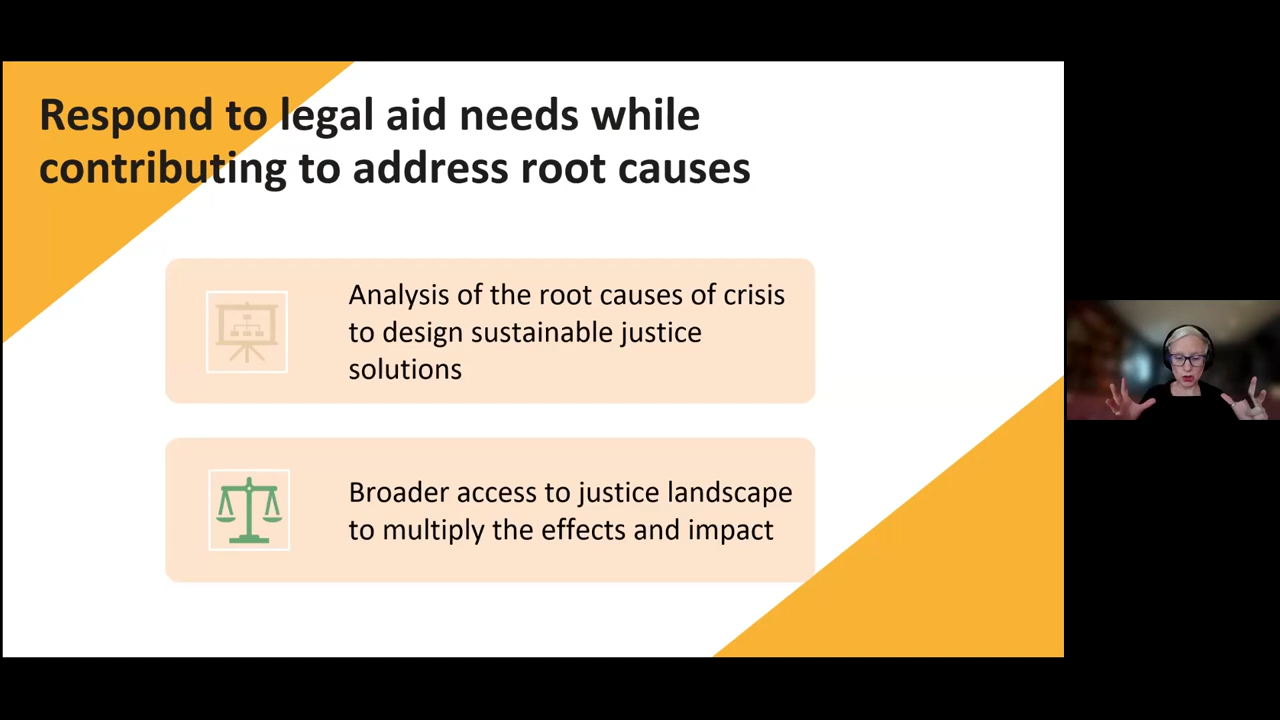 Respond to legal aid needs while
contributing to address root causes
Analysis of the root causes of crisis
to design sustainable justice
solutions
Broader access to justice landscape
to multiply the effects and impact